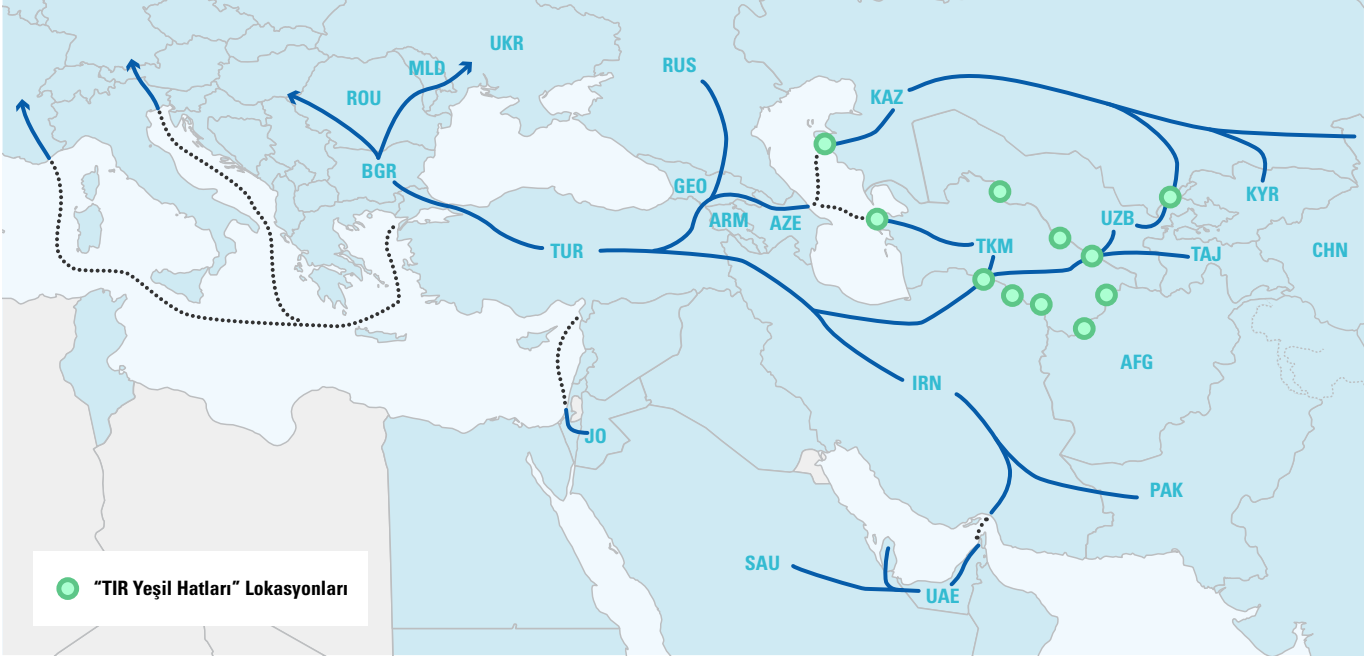 UKR
MLD
RUS
ROU
KAZ
BGR
GEO
KYR
ARM
AZE
UZB
TUR
TKM
TAJ
CHN
AFG
IRN
JO
PAK
SAU
UAE
“TIR Yeşil Hatları” Lokasyonları